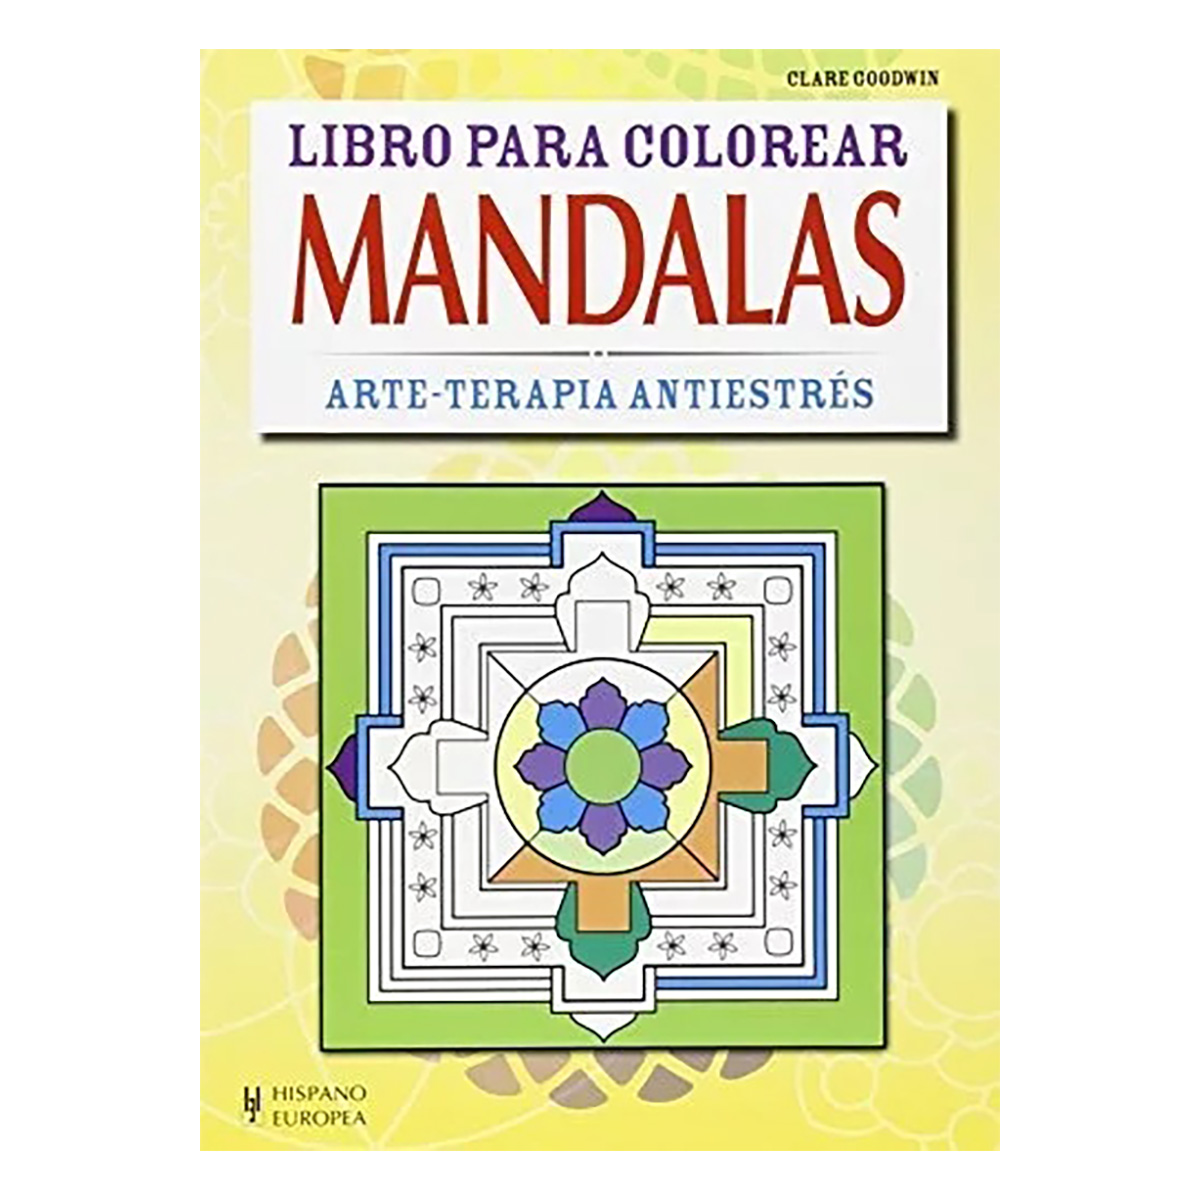 CLARE GOODWIN
LIBRO PARA COLOREAR
MANDALAS
ARTE-TERAPIA ANTIESTRÉS
HISPANO
EUROPEA